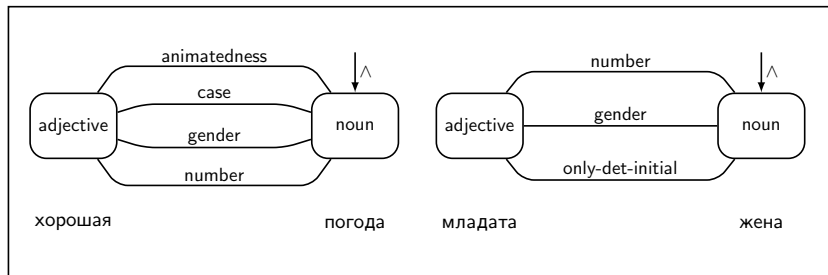 animatedness
case
adjective
noun
∧
gender
number
хорошая
погода
number
gender
adjective
noun
∧
only-det-initial
младата
жена